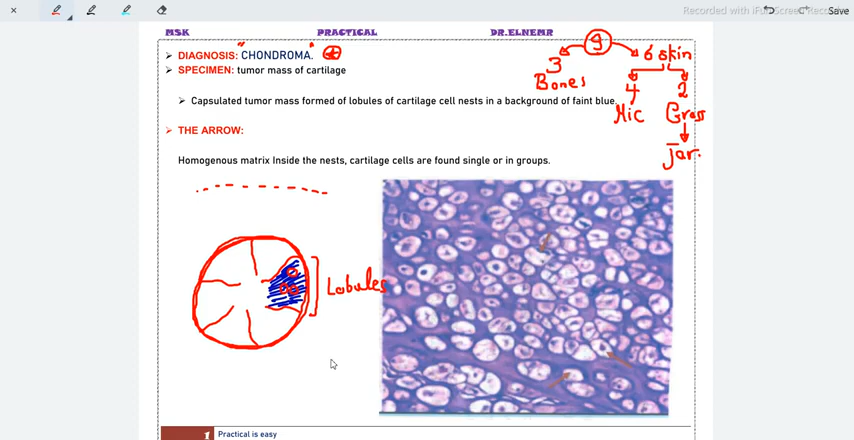 Recorded with iFun Screen Recorder
Save
MSK PRACTICAL DR.ELNEMR
DIAGNOSIS: "CHONDROMA."
SPECIMEN: tumor mass of cartilage
Capsulated tumor mass formed of lobules of cartilage cell nests in a background of faint blue.
THE ARROW:
Homogenous matrix Inside the nests, cartilage cells are found single or in groups.
9
3 6 skin
Bones 4 2
Mic Gross
Jar.
Lobules
1 Practical is easy